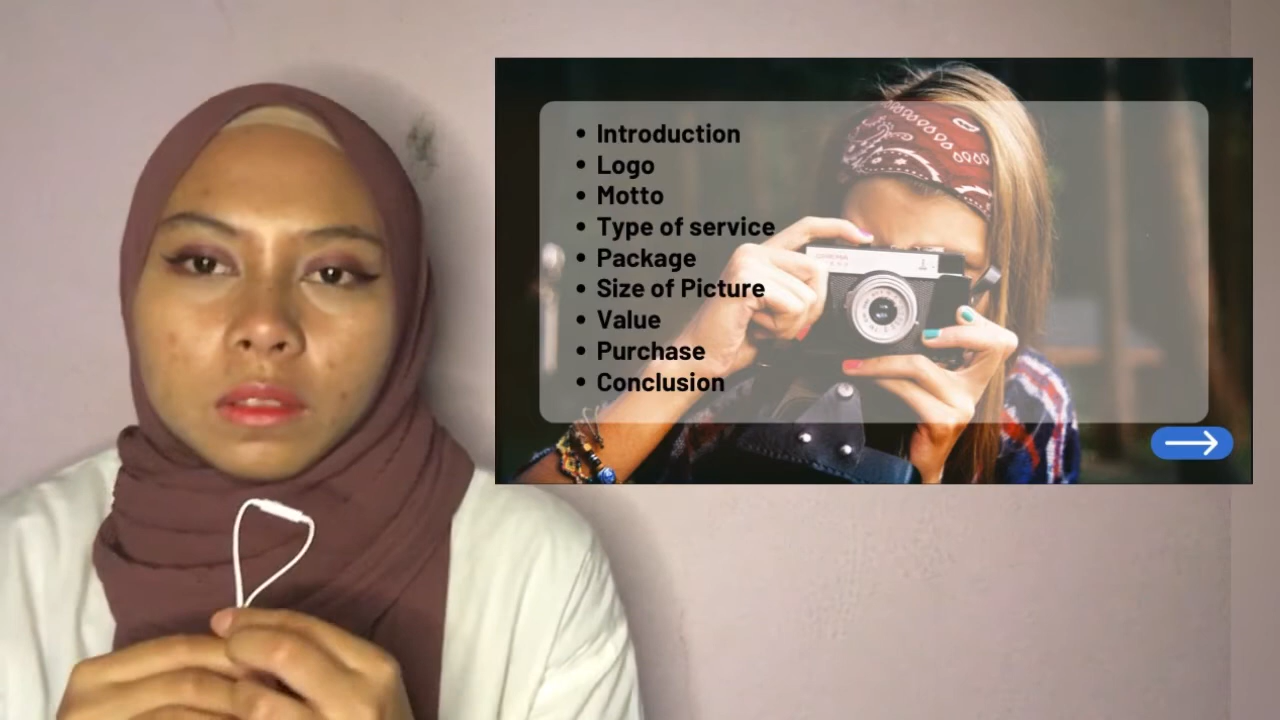 Introduction
Logo
Motto
Type of service
Package
Size of Picture
Value
Purchase
Conclusion